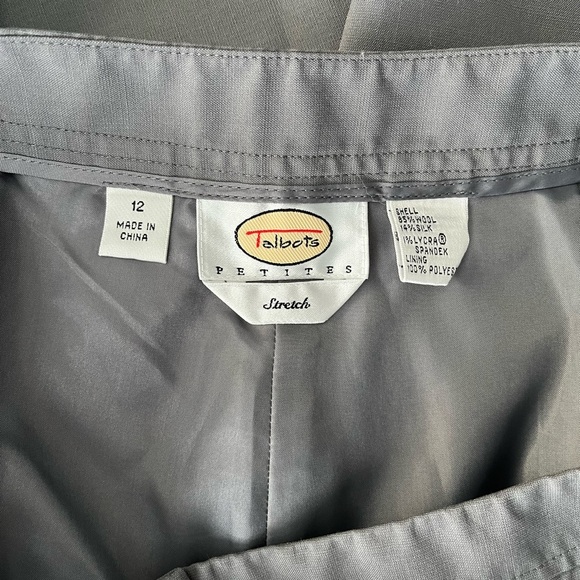 12
MADE IN
CHINA
Talbots
PETITES
Stretch
SHELL
85% WOOL
14% SILK
1% LYCRA®
SPANDEX
LINING
100% POLYES